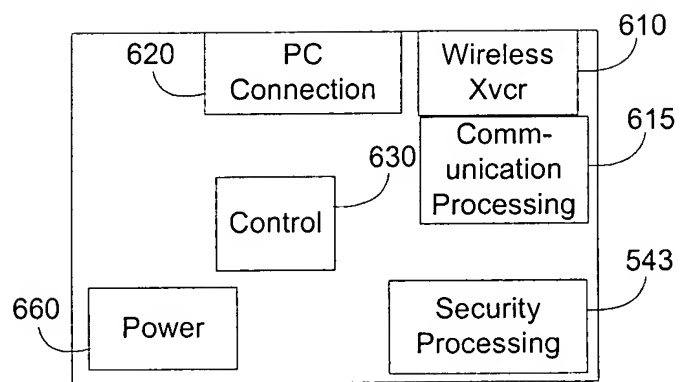 620
PC
Connection
Wireless
Xvcr
610
Comm-
unication
Processing
615
630
Control
660
Power
Security
Processing
543